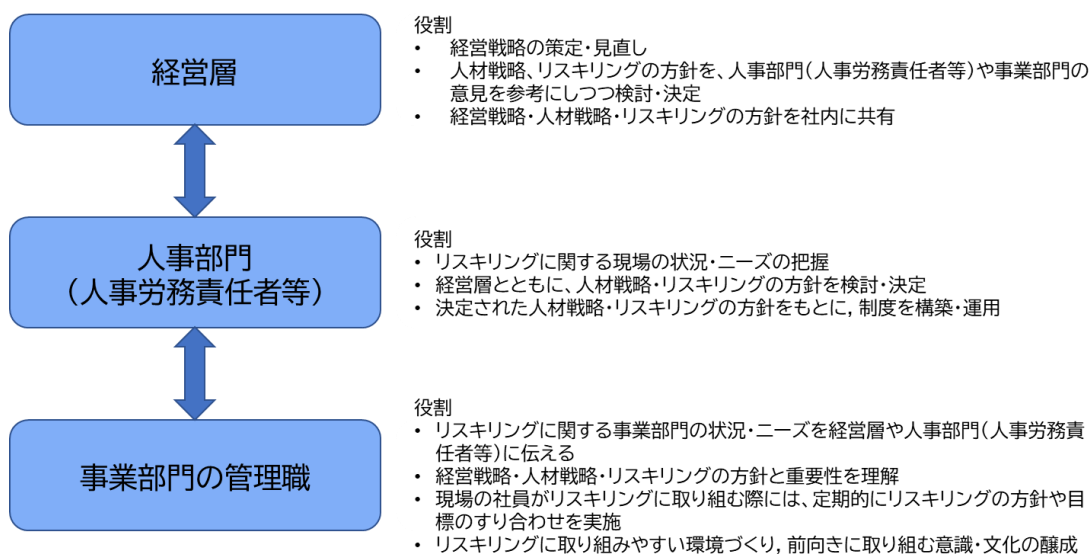 経営層
役割
• 経営戦略の策定・見直し
• 人材戦略、リスキリングの方針を、人事部門(人事労務責任者等)や事業部門の
意見を参考にしつつ検討・決定
• 経営戦略・人材戦略・リスキリングの方針を社内に共有
人事部門
(人事労務責任者等)
役割
• リスキリングに関する現場の状況・ニーズの把握
• 経営層とともに、人材戦略・リスキリングの方針を検討・決定
• 決定された人材戦略・リスキリングの方針をもとに,制度を構築・運用
事業部門の管理職
役割
• リスキリングに関する事業部門の状況・ニーズを経営層や人事部門(人事労務責
任者等)に伝える
• 経営戦略・人材戦略・リスキリングの方針と重要性を理解
• 現場の社員がリスキリングに取り組む際には、定期的にリスキリングの方針や目
標のすり合わせを実施
• リスキリングに取り組みやすい環境づくり,前向きに取り組む意識・文化の醸成